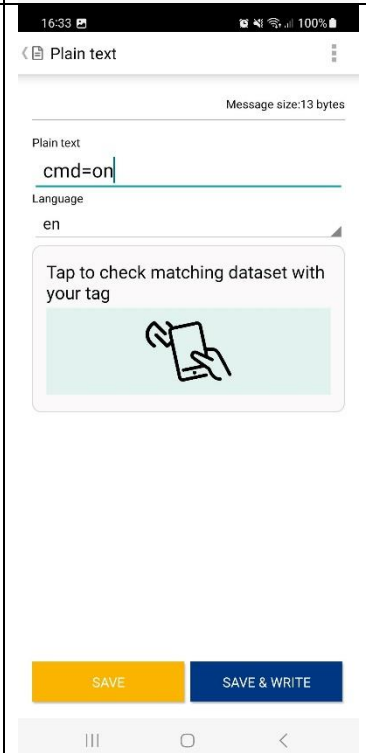 16:33 100%
Plain text
Message size:13 bytes
Plain text
cmd=on
Language
en
Tap to check matching dataset with
your tag
SAVE SAVE & WRITE